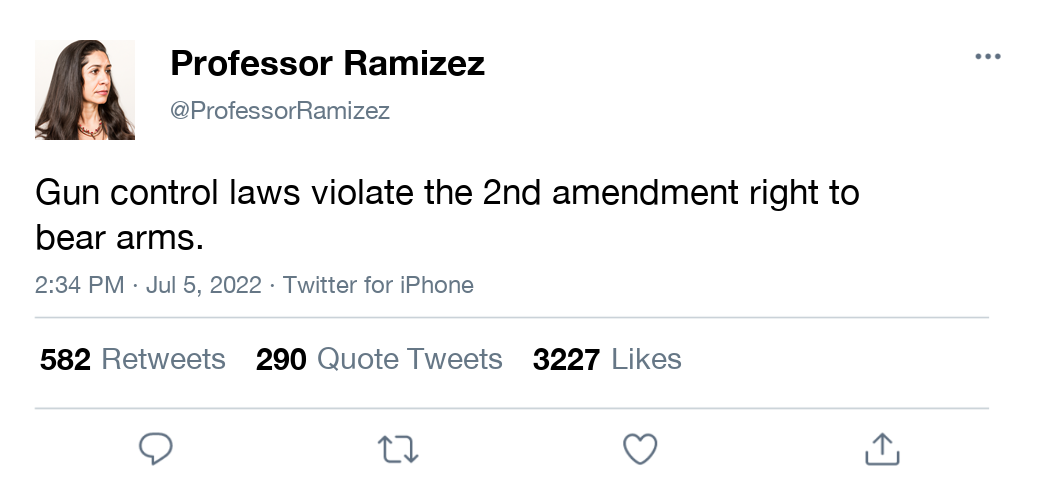 Professor Ramizez
@ProfessorRamizez
Gun control laws violate the 2nd amendment right to
bear arms.
2:34 PM · Jul 5, 2022 · Twitter for iPhone
582 Retweets 290 Quote Tweets 3227 Likes